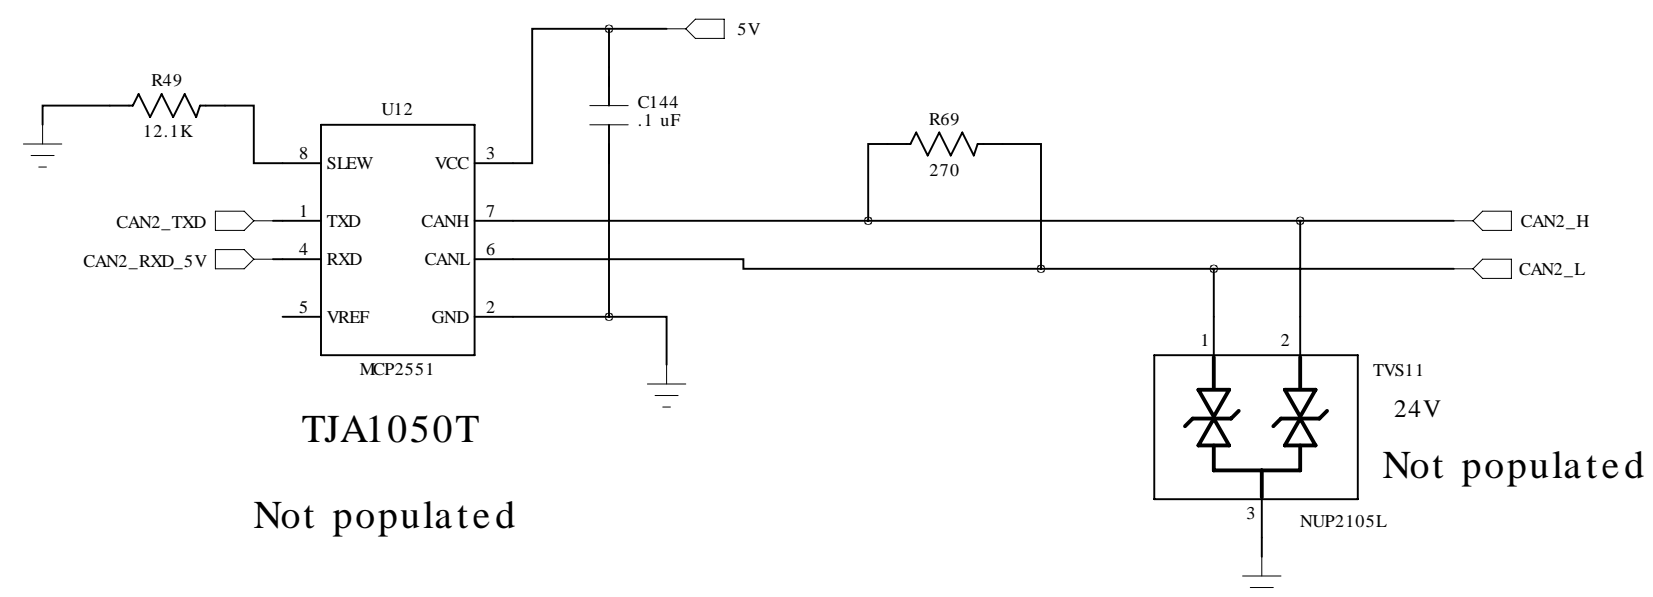 5V
R49
12.1K
U12
C144
.1 uF
R69
270
8 SLEW VCC 3
CAN2_TXD 1 TXD CANH 7 CAN2_H
CAN2_RXD_5V 4 RXD CANL 6 CAN2_L
5 VREF GND 2
MCP2551
TJA1050T
Not populated
1 2
TVS11
24V
Not populated
3
NUP2105L